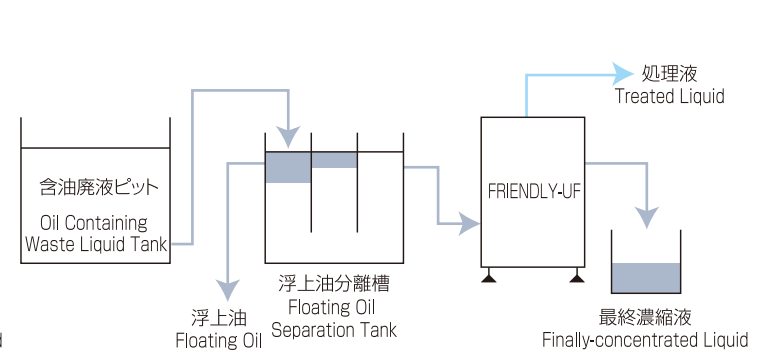 処理液
Treated Liquid
含油廃液ピット
Oil Containing
Waste Liquid Tank
FRIENDLY-UF
浮上油分離槽
Floating Oil
Separation Tank
浮上油
Floating Oil
最終濃縮液
Finally-concentrated Liquid